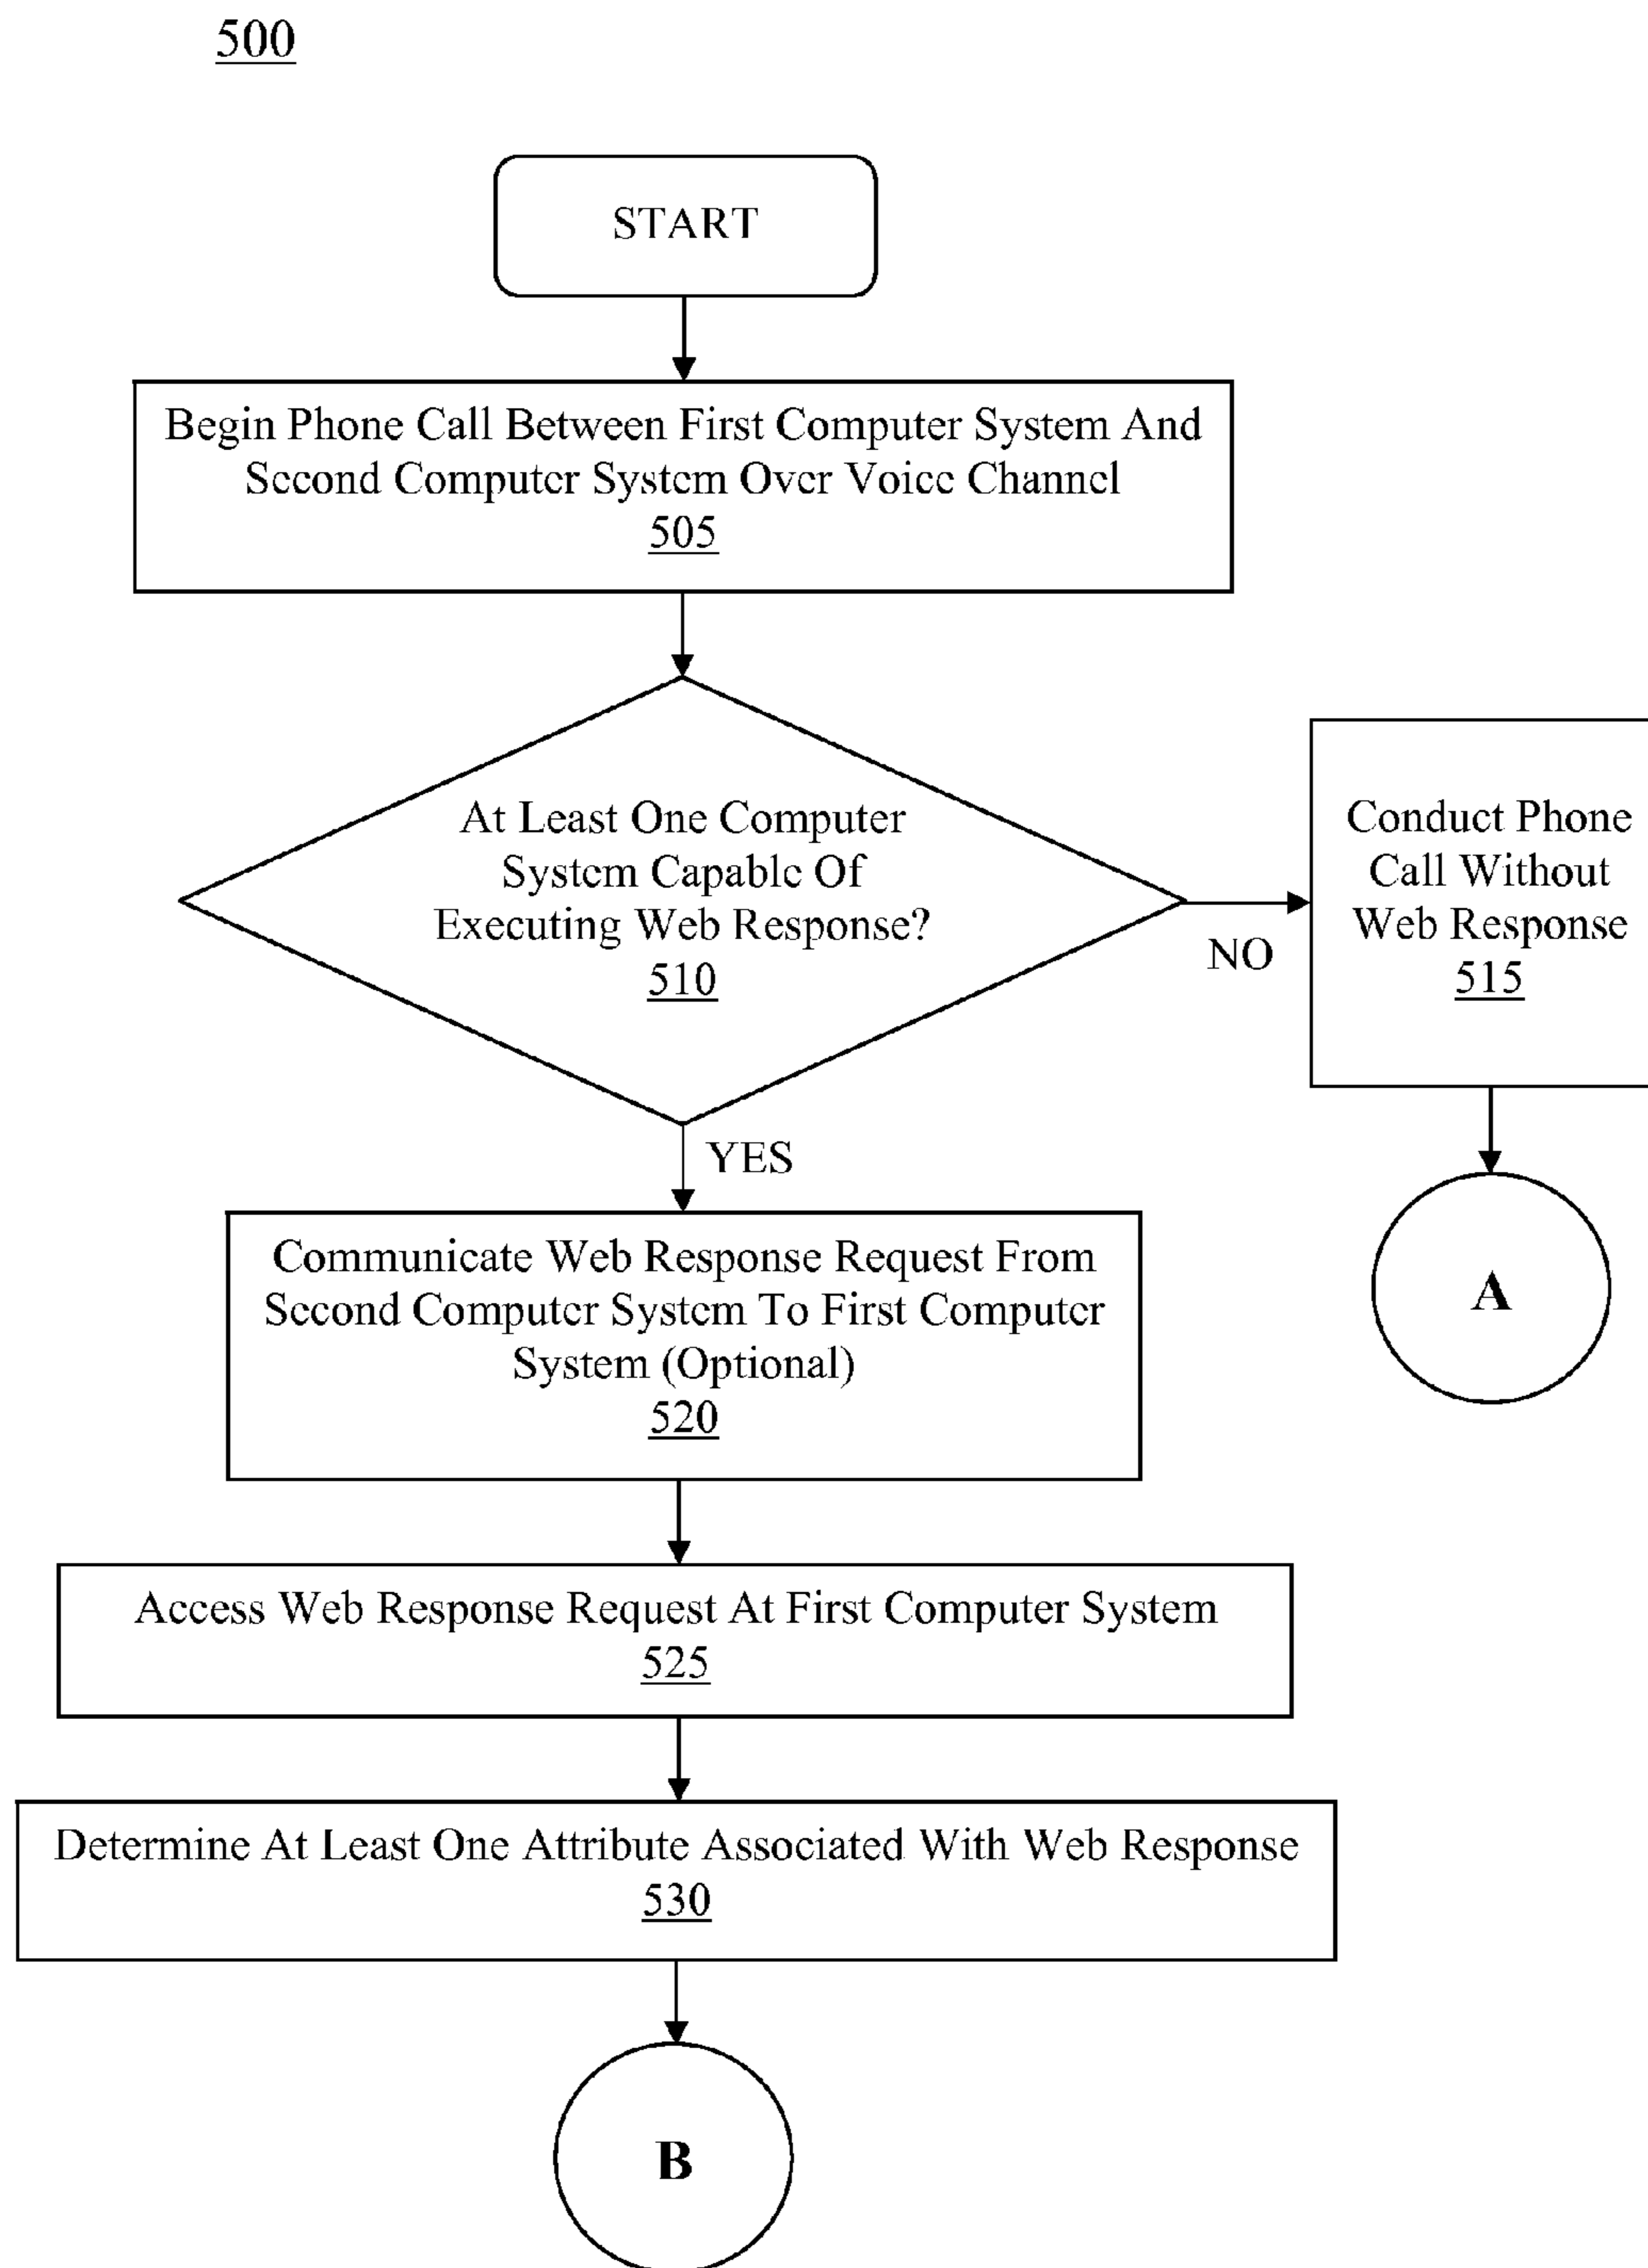 500
START
Begin Phone Call Between First Computer System And
Second Computer System Over Voice Channel
505
At Least One Computer
System Capable Of
Executing Web Response?
510
NO
Conduct Phone
Call Without
Web Response
515
YES
A
Communicate Web Response Request From
Second Computer System To First Computer
System (Optional)
520
Access Web Response Request At First Computer System
525
Determine At Least One Attribute Associated With Web Response
530
B